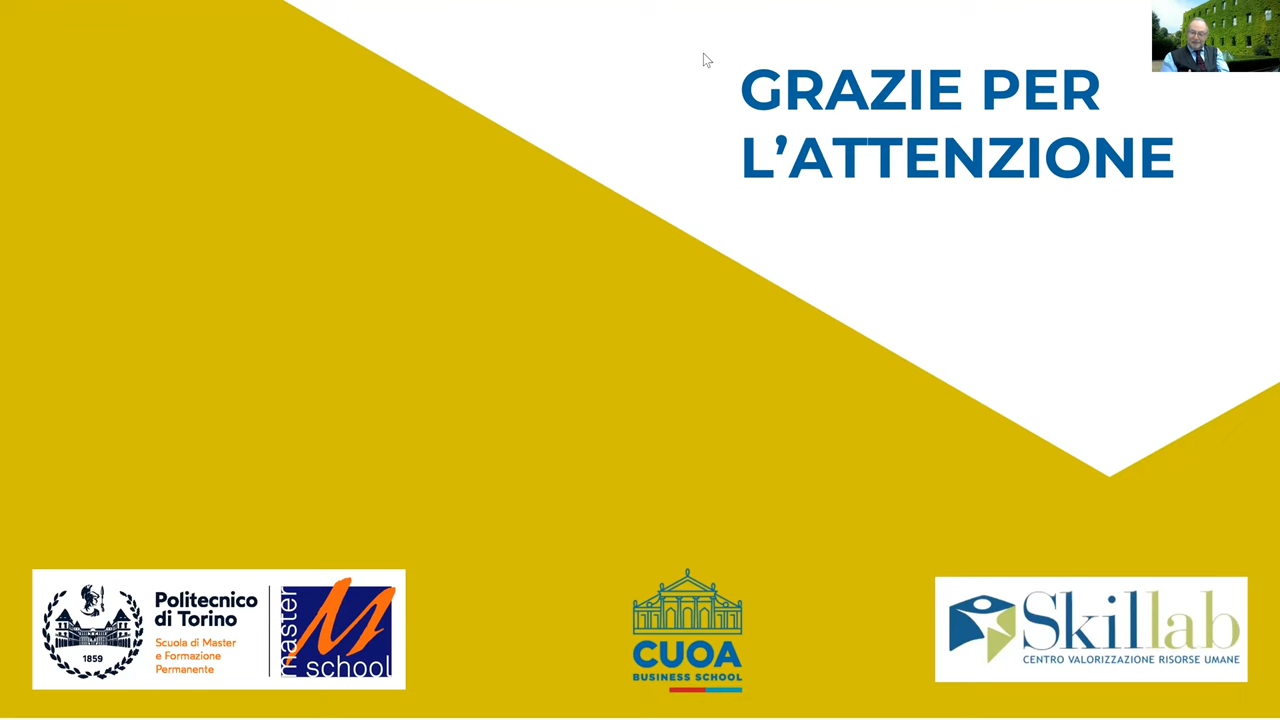 GRAZIE PER
L’ATTENZIONE
Politecnico
di Torino
Scuola di Master
e Formazione
Permanente
1859
master
school
CUOA
BUSINESS SCHOOL
Skillab
CENTRO VALORIZZAZIONE RISORSE UMANE